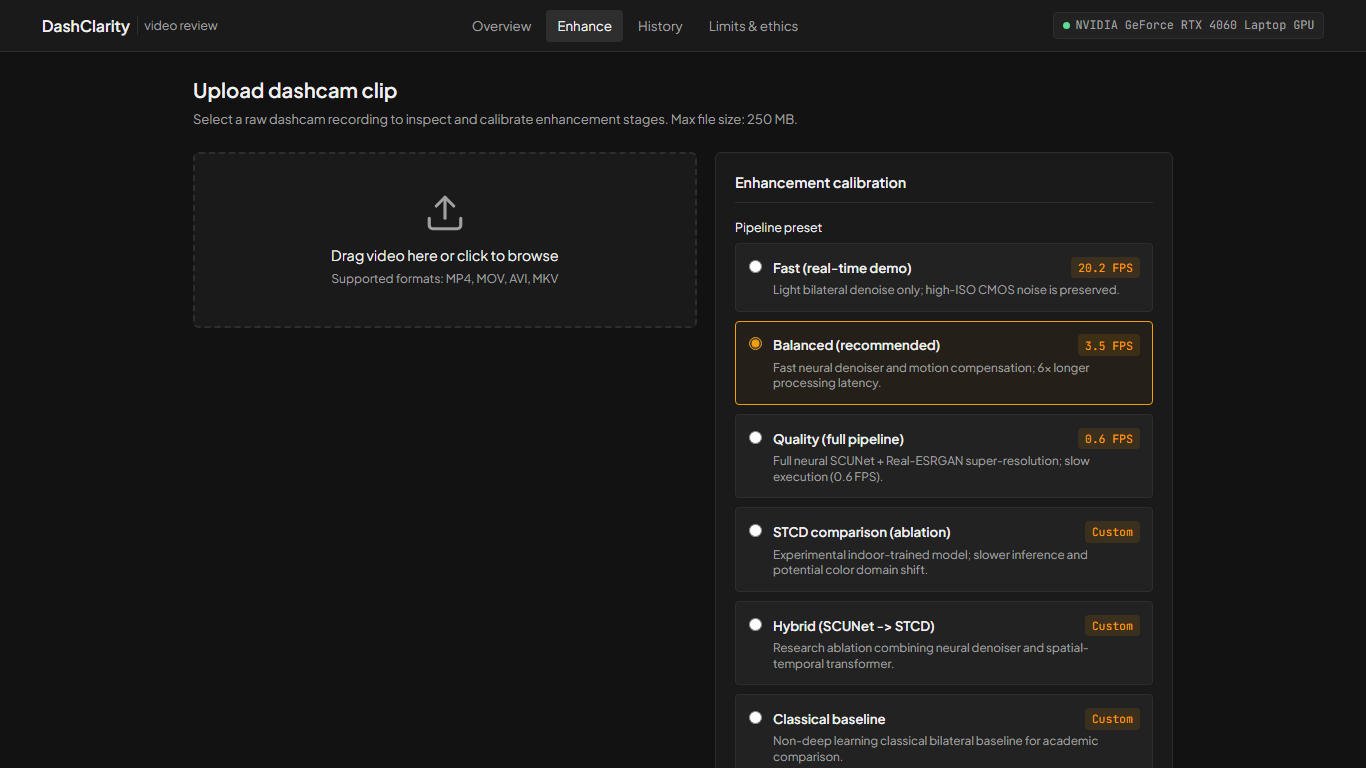 DashClarity video review
Overview Enhance History Limits & ethics
NVIDIA GeForce RTX 4060 Laptop GPU
Upload dashcam clip
Select a raw dashcam recording to inspect and calibrate enhancement stages. Max file size: 250 MB.
Drag video here or click to browse
Supported formats: MP4, MOV, AVI, MKV
Enhancement calibration
Pipeline preset
Fast (real-time demo) 20.2 FPS
Light bilateral denoise only; high-ISO CMOS noise is preserved.
Balanced (recommended) 3.5 FPS
Fast neural denoiser and motion compensation; 6× longer
processing latency.
Quality (full pipeline) 0.6 FPS
Full neural SCUNet + Real-ESRGAN super-resolution; slow
execution (0.6 FPS).
STCD comparison (ablation) Custom
Experimental indoor-trained model; slower inference and
potential color domain shift.
Hybrid (SCUNet -> STCD) Custom
Research ablation combining neural denoiser and spatial-
temporal transformer.
Classical baseline Custom
Non-deep learning classical bilateral baseline for academic
comparison.